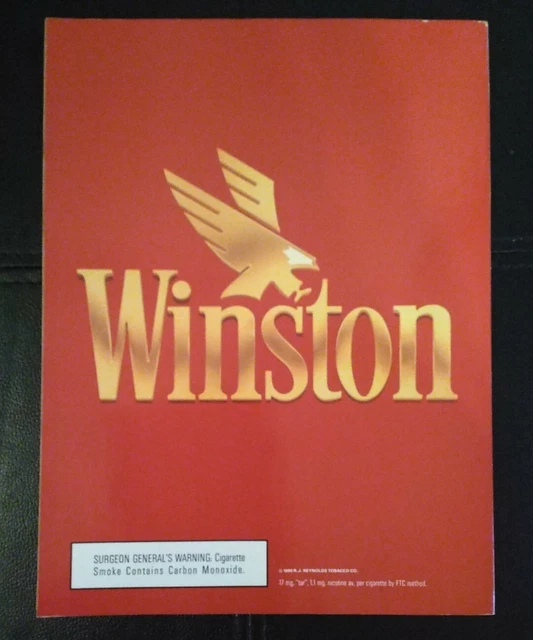 Winston
SURGEON GENERAL'S WARNING: Cigarette
Smoke Contains Carbon Monoxide.
© R.J. REYNOLDS TOBACCO CO.
17 mg. "tar", 1.1 mg. nicotine av. per cigarette by FTC method.